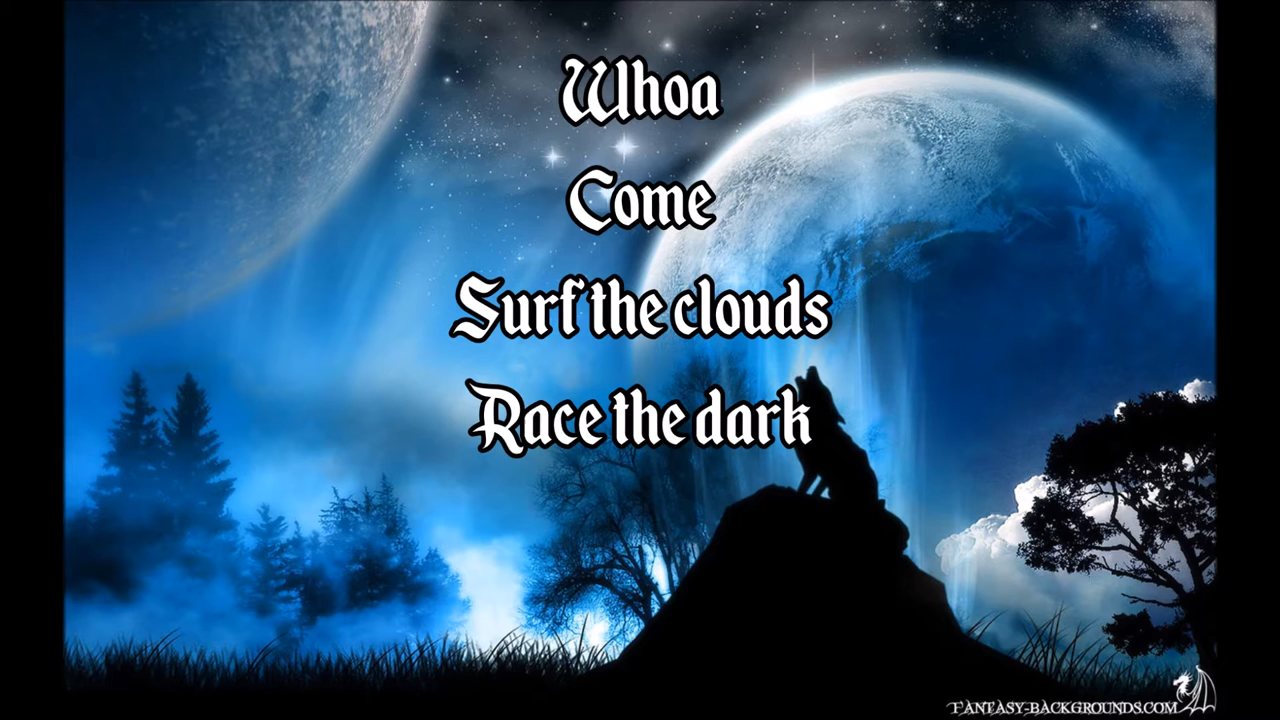 Whoa
Come
Surf the clouds
Race the dark
FANTASY-BACKGROUNDS.COM